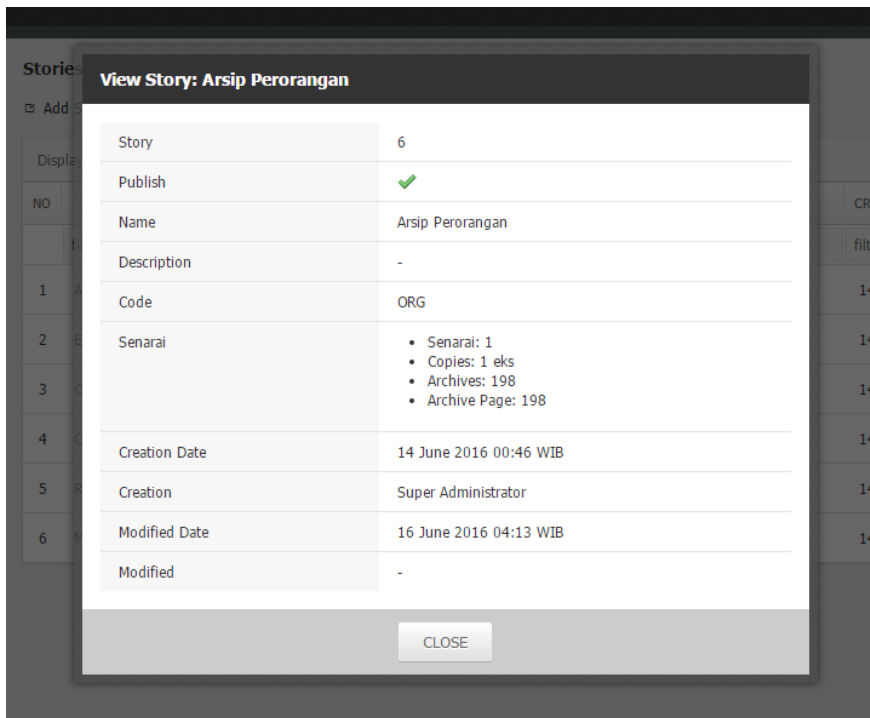 Stories
Add
View Story: Arsip Perorangan
Display
NO
CR
filt
Story 6
Publish
Name Arsip Perorangan
Description -
Code ORG
Senarai
• Senarai: 1
• Copies: 1 eks
• Archives: 198
• Archive Page: 198
Creation Date 14 June 2016 00:46 WIB
Creation Super Administrator
Modified Date 16 June 2016 04:13 WIB
Modified -
1
2
3
4
5
6
CLOSE